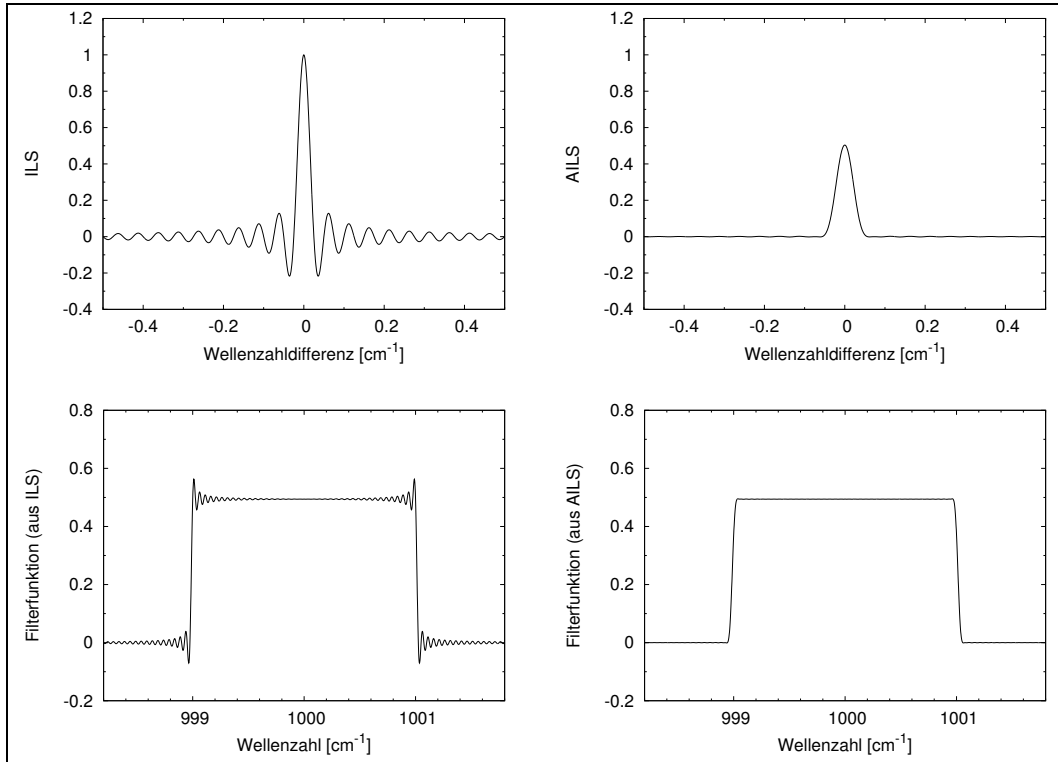 ILS
1.2
1
0.8
0.6
0.4
0.2
0
-0.2
-0.4
-0.4 -0.2 0 0.2 0.4
Wellenzahldifferenz [cm-1]
AILS
1.2
1
0.8
0.6
0.4
0.2
0
-0.2
-0.4
-0.4 -0.2 0 0.2 0.4
Wellenzahldifferenz [cm-1]
Filterfunktion (aus ILS)
0.8
0.6
0.4
0.2
0
-0.2
999 1000 1001
Wellenzahl [cm-1]
Filterfunktion (aus AILS)
0.8
0.6
0.4
0.2
0
-0.2
999 1000 1001
Wellenzahl [cm-1]